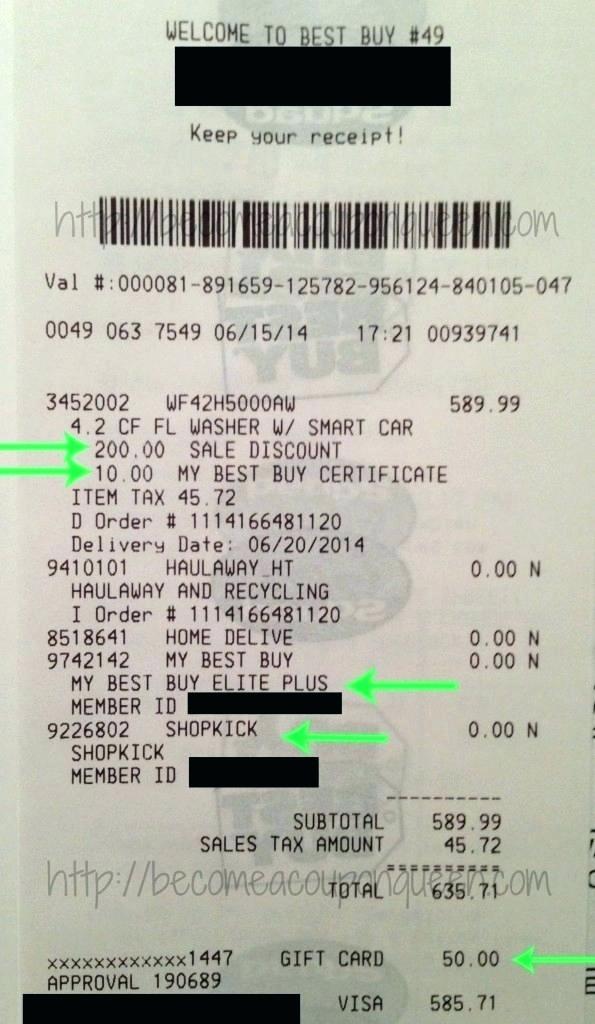 WELCOME TO BEST BUY #49
Keep your receipt!
http://becomeacouponqueen.com
Val #:000081-891659-125782-956124-840105-047
0049 063 7549 06/15/14 17:21 00939741
3452002 WF42H5000AW 589.99
4.2 CF FL WASHER W/ SMART CAR
200.00 SALE DISCOUNT
10.00 MY BEST BUY CERTIFICATE
ITEM TAX 45.72
D Order # 1114166481120
Delivery Date: 06/20/2014
9410101 HAULAWAY_HT 0.00 N
HAULAWAY AND RECYCLING
I Order # 1114166481120
8518641 HOME DELIVE 0.00 N
9742142 MY BEST BUY 0.00 N
MY BEST BUY ELITE PLUS
MEMBER ID
9226802 SHOPKICK 0.00 N
SHOPKICK
MEMBER ID
SUBTOTAL 589.99
SALES TAX AMOUNT 45.72
http://becomeacouponqueen.com
TOTAL 635.71
xxxxxxxxxxxx1447 GIFT CARD 50.00
APPROVAL 190689
VISA 585.71